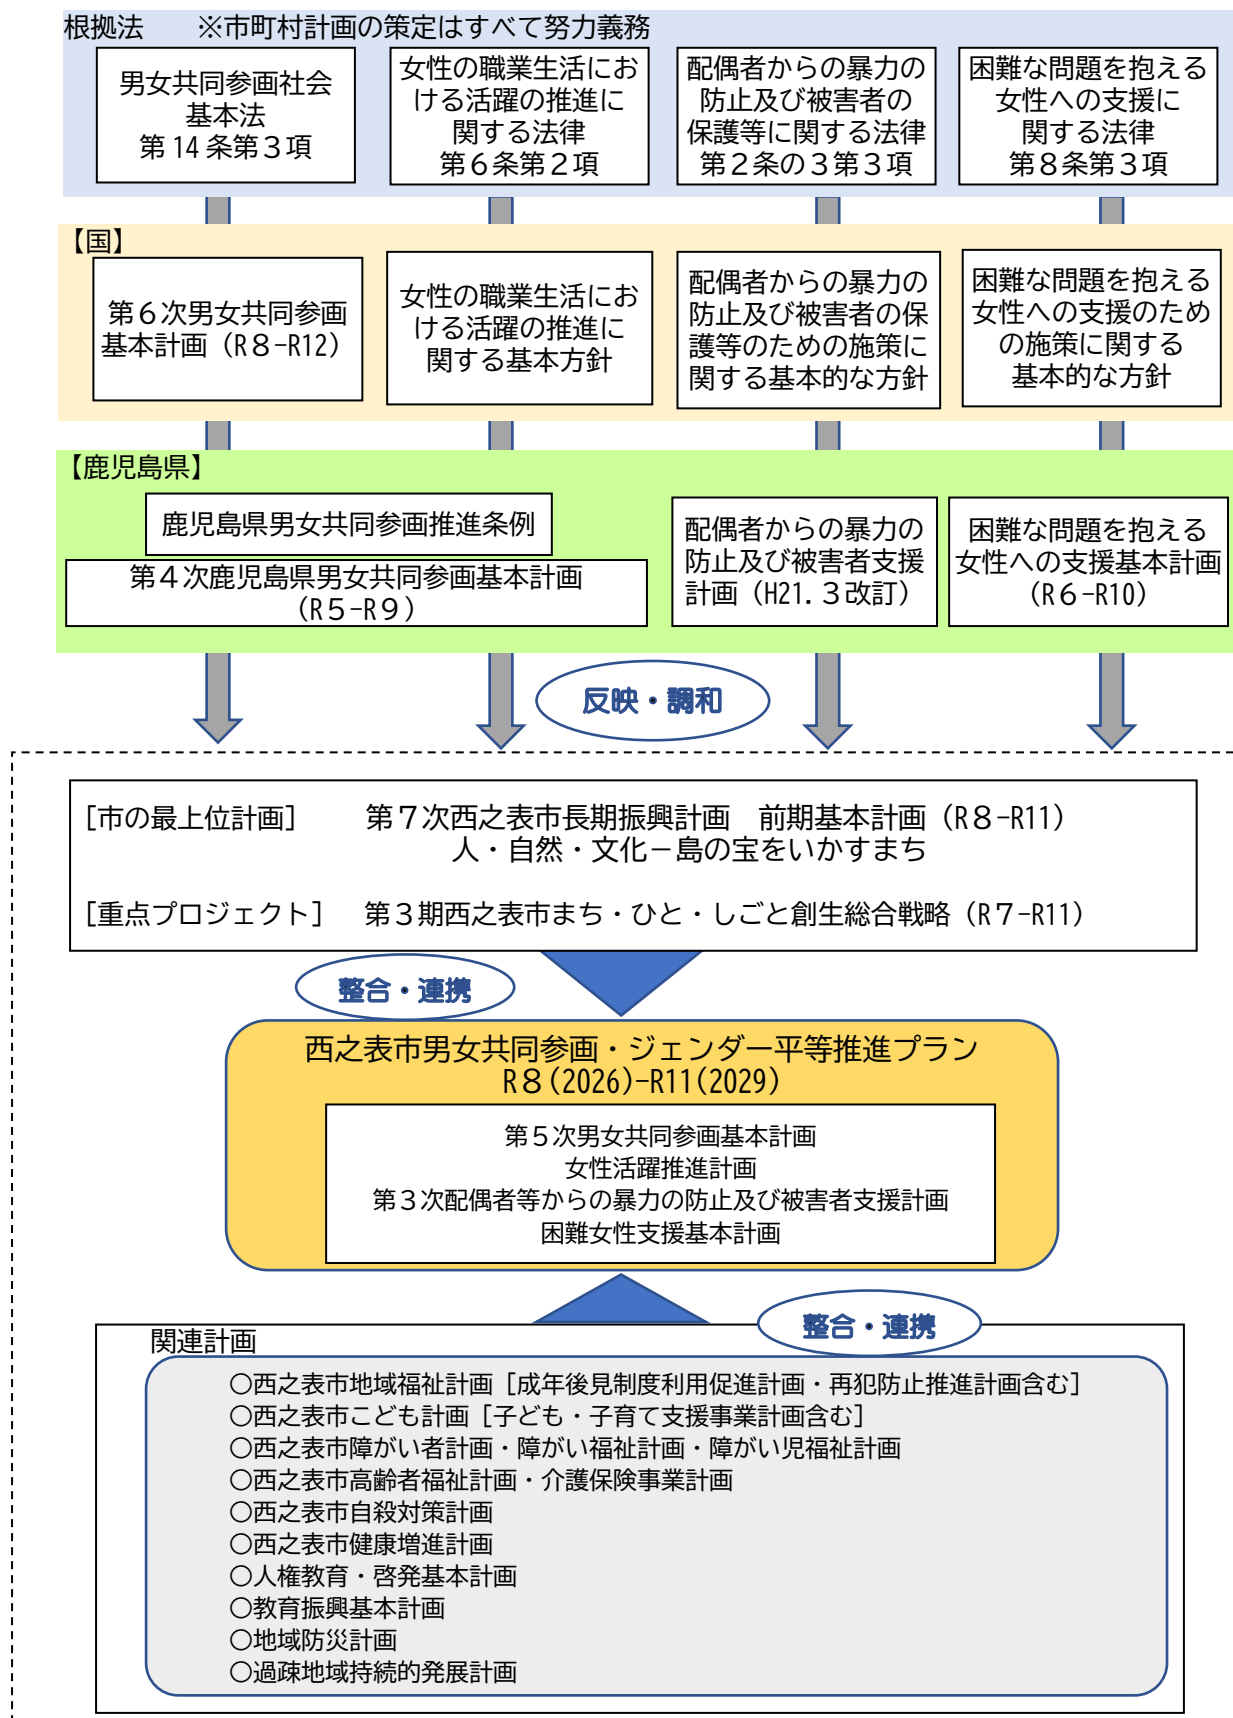 根拠法　　※市町村計画の策定はすべて努力義務
男女共同参画社会
基本法
第14条第３項
女性の職業生活にお
ける活躍の推進に
関する法律
第６条第２項
配偶者からの暴力の
防止及び被害者の
保護等に関する法律
第２条の３第３項
困難な問題を抱える
女性への支援に
関する法律
第８条第３項
【国】
第６次男女共同参画
基本計画（R８-R12）
女性の職業生活にお
ける活躍の推進に
関する基本方針
配偶者からの暴力の
防止及び被害者の保
護等のための施策に
関する基本的な方針
困難な問題を抱える
女性への支援のため
の施策に関する
基本的な方針
【鹿児島県】
鹿児島県男女共同参画推進条例
第４次鹿児島県男女共同参画基本計画
（R５-R９）
配偶者からの暴力の
防止及び被害者支援
計画（H21.３改訂）
困難な問題を抱える
女性への支援基本計画
（R６-R10）
反映・調和
［市の最上位計画］　　第７次西之表市長期振興計画　前期基本計画（R８-R11）
人・自然・文化－島の宝をいかすまち
［重点プロジェクト］　第３期西之表市まち・ひと・しごと創生総合戦略（R７-R11）
整合・連携
西之表市男女共同参画・ジェンダー平等推進プラン
R８(2026)-R11(2029)
第５次男女共同参画基本計画
女性活躍推進計画
第３次配偶者等からの暴力の防止及び被害者支援計画
困難女性支援基本計画
整合・連携
関連計画
○西之表市地域福祉計画［成年後見制度利用促進計画・再犯防止推進計画含む］
○西之表市こども計画［子ども・子育て支援事業計画含む］
○西之表市障がい者計画・障がい福祉計画・障がい児福祉計画
○西之表市高齢者福祉計画・介護保険事業計画
○西之表市自殺対策計画
○西之表市健康増進計画
○人権教育・啓発基本計画
○教育振興基本計画
○地域防災計画
○過疎地域持続的発展計画